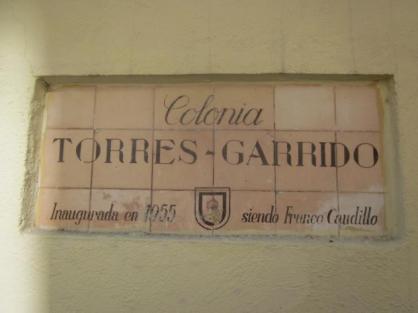 Colonia
TORRES-GARRIDO
Inaugurada en 1955 siendo Franco Caudillo